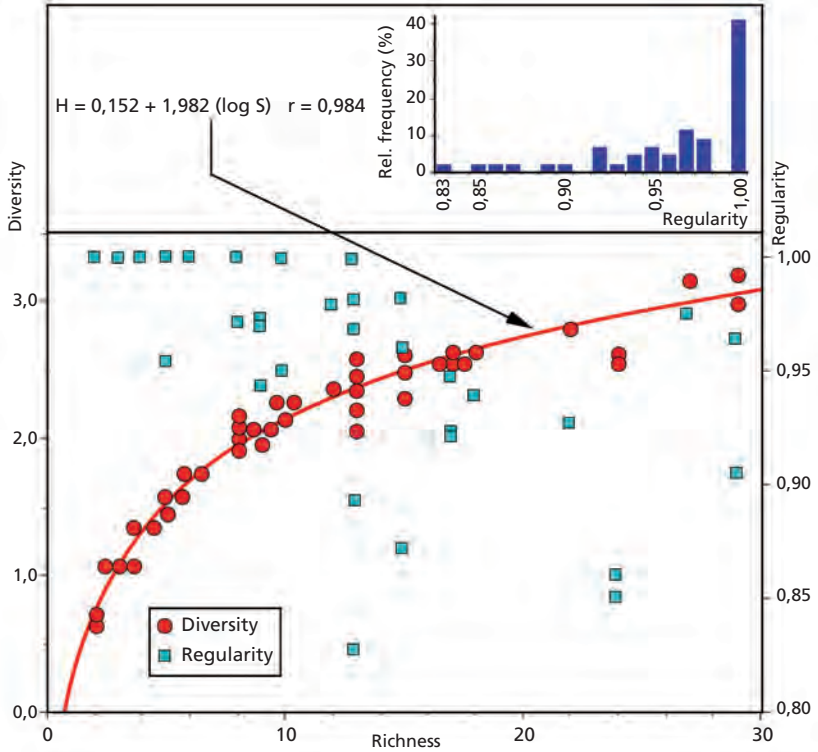 40
30
20
10
0
Rel. frequency (%)
0,83
0,85
0,90
0,95
1,00
Regularity
H = 0,152 + 1,982 (log S) r = 0,984
Diversity
Regularity
3,0
2,0
1,0
0,0
1,00
0,95
0,90
0,85
0,80
Diversity
Regularity
0
10
20
30
Richness